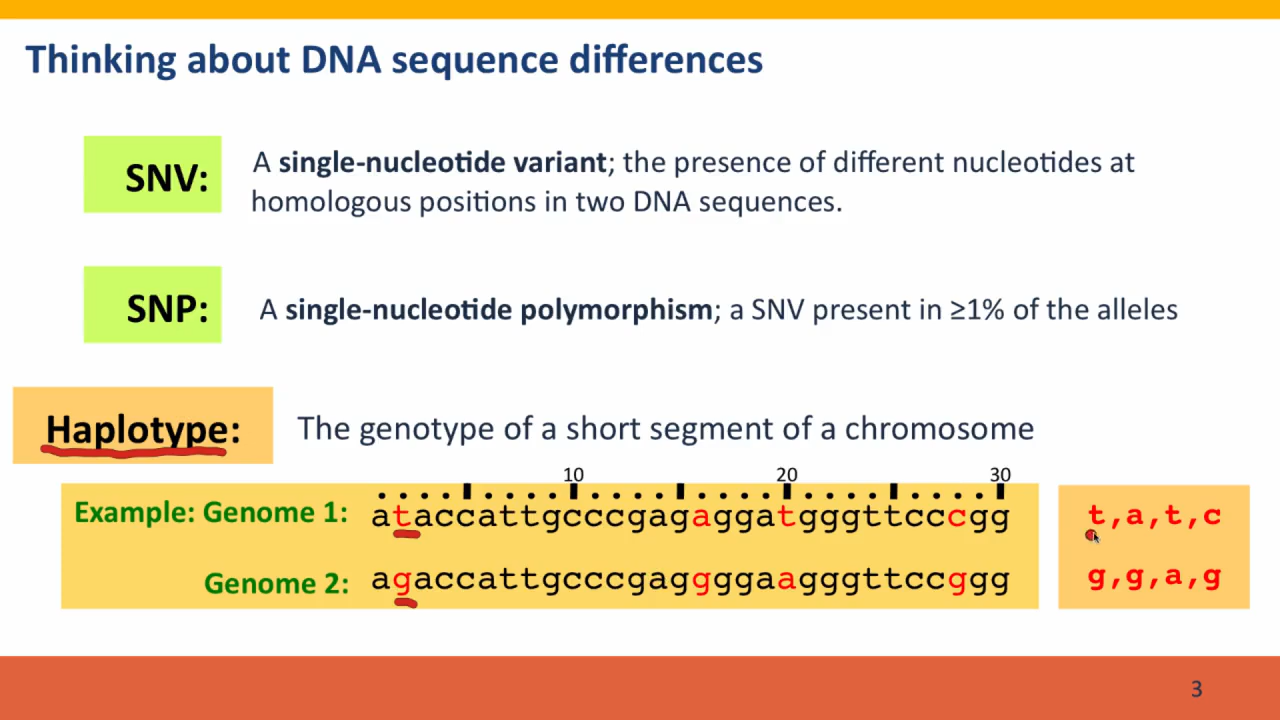 Thinking about DNA sequence differences
SNV:
A single-nucleotide variant; the presence of different nucleotides at
homologous positions in two DNA sequences.
SNP:
A single-nucleotide polymorphism; a SNV present in ≥1% of the alleles
Haplotype:
The genotype of a short segment of a chromosome
10 20 30
Example: Genome 1: ataccattgcccgagaggatgggttcccgg t,a,t,c
Genome 2: agaccattgcccgagggga​agggttccggg g,g,a,g
3